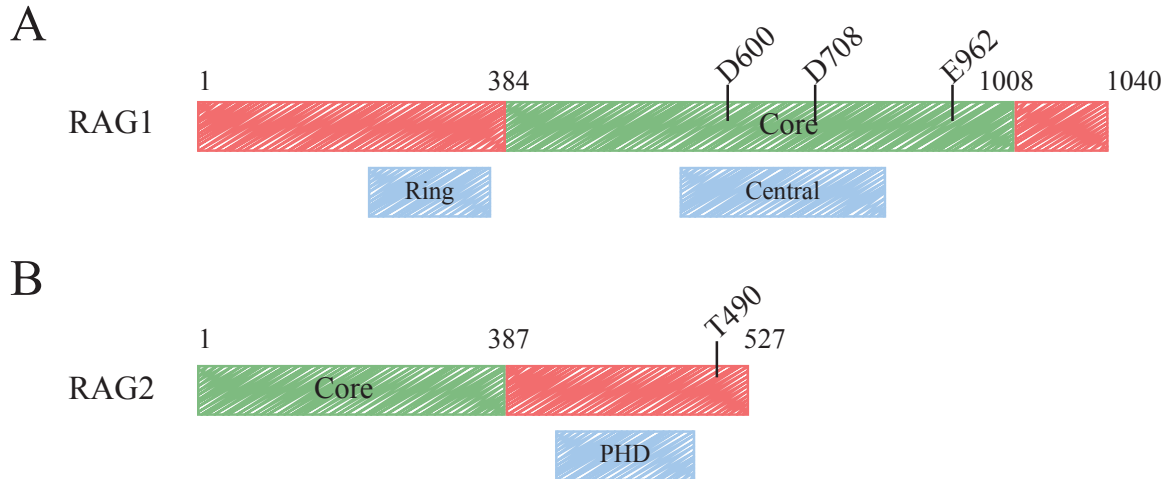 A
D600 D708 E962
1 384 1008 1040
RAG1 Core
Ring Central
B
T490
1 387 527
RAG2 Core
PHD